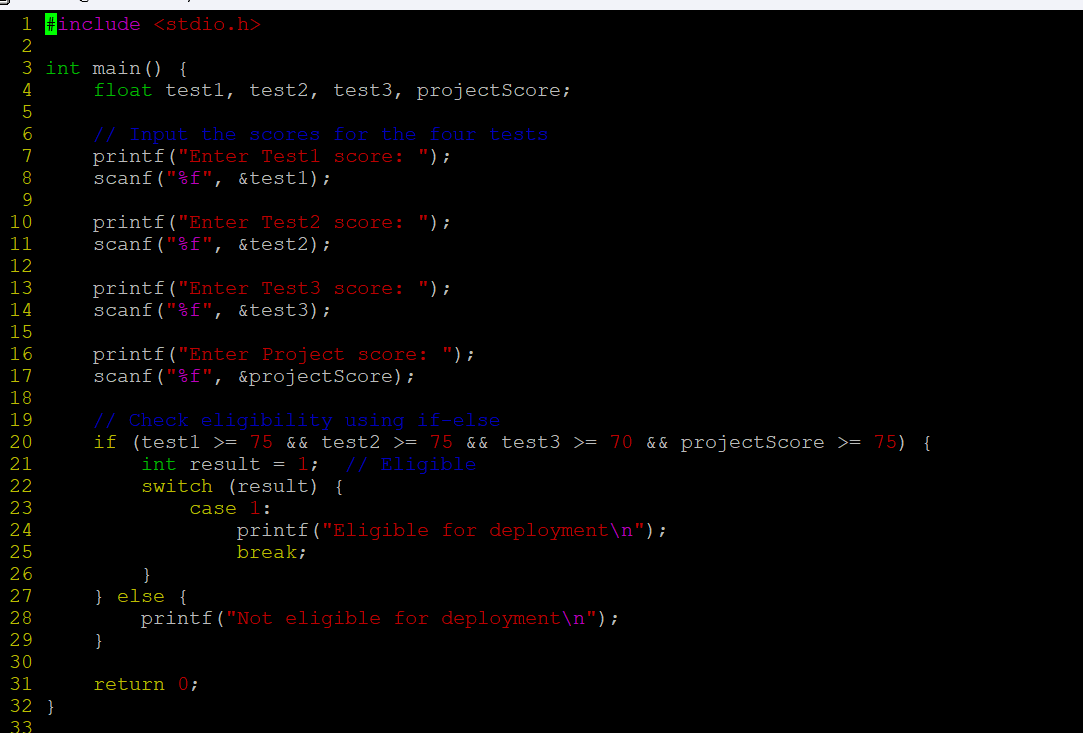 1 #include <stdio.h>
2
3 int main() {
4     float test1, test2, test3, projectScore;
5
6     // Input the scores for the four tests
7     printf("Enter Test1 score: ");
8     scanf("%f", &test1);
9
10     printf("Enter Test2 score: ");
11     scanf("%f", &test2);
12
13     printf("Enter Test3 score: ");
14     scanf("%f", &test3);
15
16     printf("Enter Project score: ");
17     scanf("%f", &projectScore);
18
19     // Check eligibility using if-else
20     if (test1 >= 75 && test2 >= 75 && test3 >= 70 && projectScore >= 75) {
21         int result = 1;  // Eligible
22         switch (result) {
23             case 1:
24                 printf("Eligible for deployment\n");
25                 break;
26         }
27     } else {
28         printf("Not eligible for deployment\n");
29     }
30
31     return 0;
32 }
33